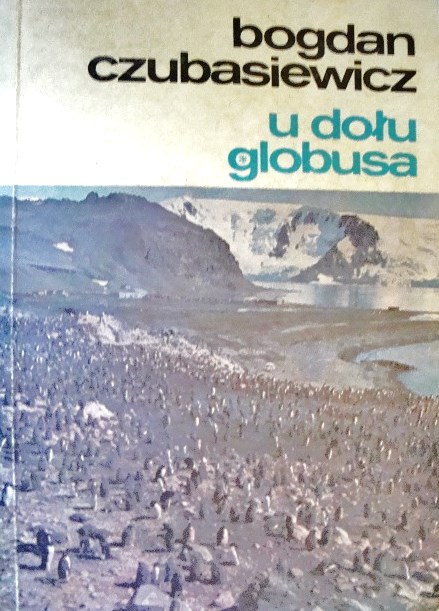 bogdan
czubasiewicz
u dołu
globusa